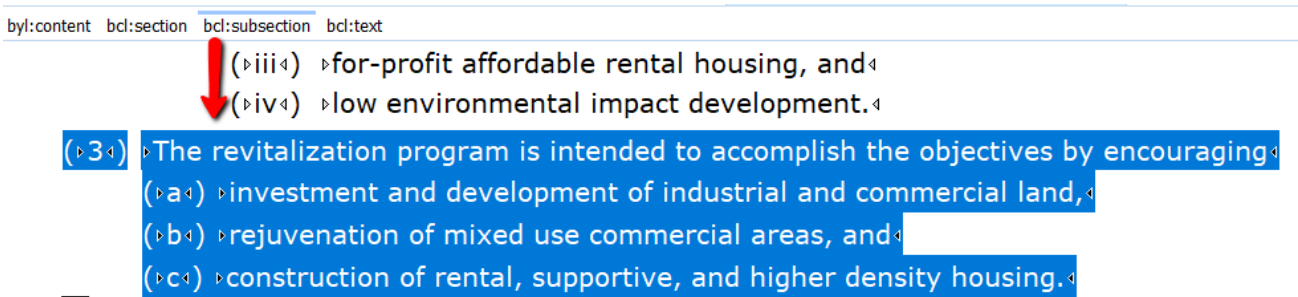 byl:content bcl:section bcl:subsection bcl:text
(iii) for-profit affordable rental housing, and
(iv) low environmental impact development.
(3) The revitalization program is intended to accomplish the objectives by encouraging
(a) investment and development of industrial and commercial land,
(b) rejuvenation of mixed use commercial areas, and
(c) construction of rental, supportive, and higher density housing.